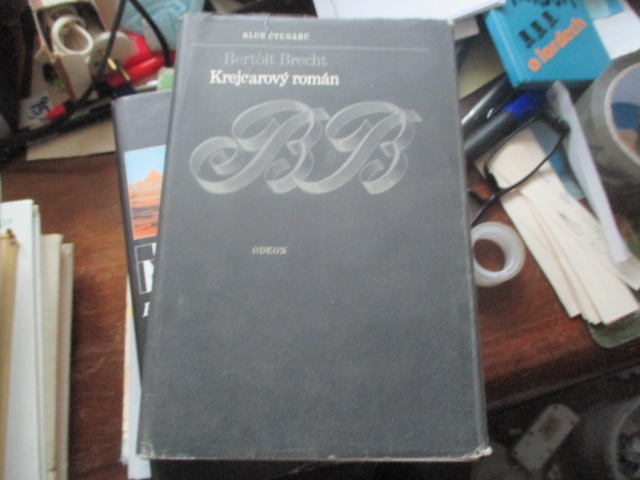 KLUB ČTENÁŘŮ
Bertolt Brecht
Krejcarový román
BB
ODEON